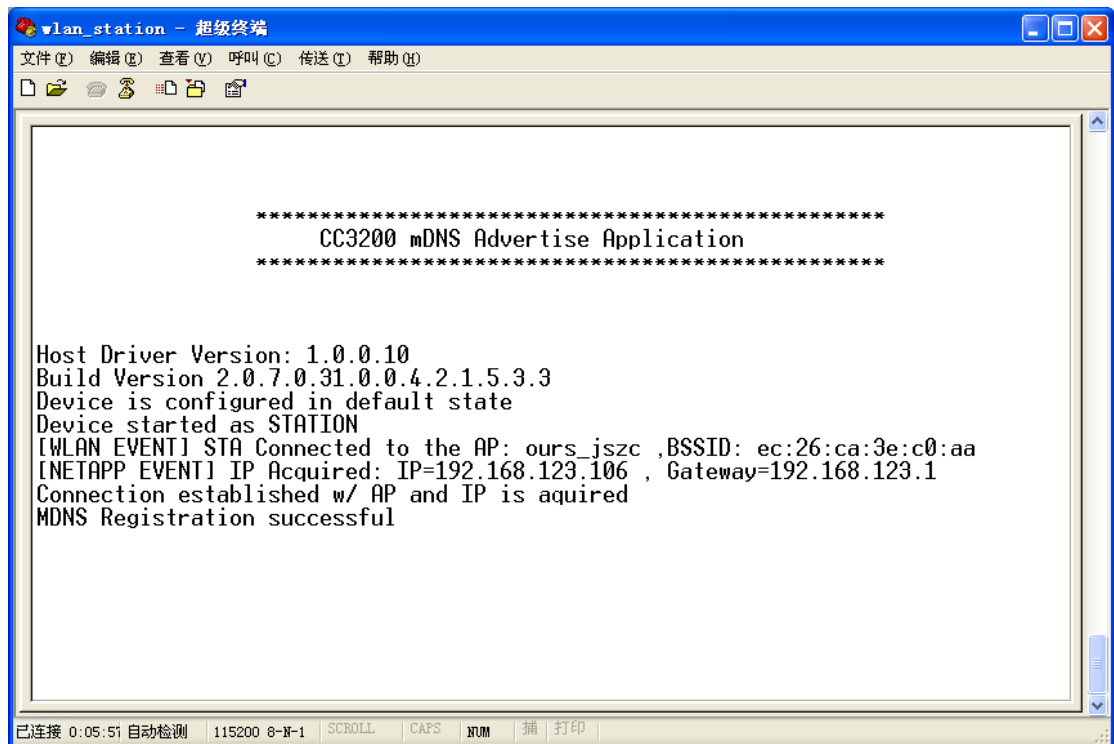 wlan_station - 超级终端
文件(F) 编辑(E) 查看(V) 呼叫(C) 传送(T) 帮助(H)
*************************************************
CC3200 mDNS Advertise Application
*************************************************
Host Driver Version: 1.0.0.10
Build Version 2.0.7.0.31.0.0.4.2.1.5.3.3
Device is configured in default state
Device started as STATION
[WLAN EVENT] STA Connected to the AP: ours_jszc ,BSSID: ec:26:ca:3e:c0:aa
[NETAPP EVENT] IP Acquired: IP=192.168.123.106 , Gateway=192.168.123.1
Connection established w/ AP and IP is aquired
MDNS Registration successful
已连接 0:05:57 自动检测 115200 8-N-1 SCROLL CAPS NUM 捕 打印